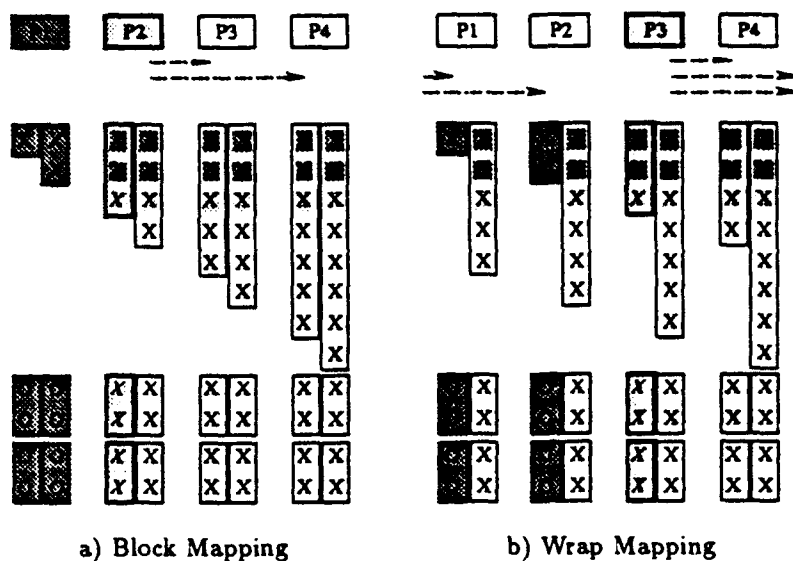 P2 P3 P4 P1 P2 P3 P4
X X X X X X X X X X X X
X X X X X X X X X X
X X X X X X X X
X X X X X X
X X X X
X X
X X X X X X X X X X X X
X X X X X X X X X X X X
X X X X X X X X X X X X
X X X X X X X X X X X X
a) Block Mapping b) Wrap Mapping